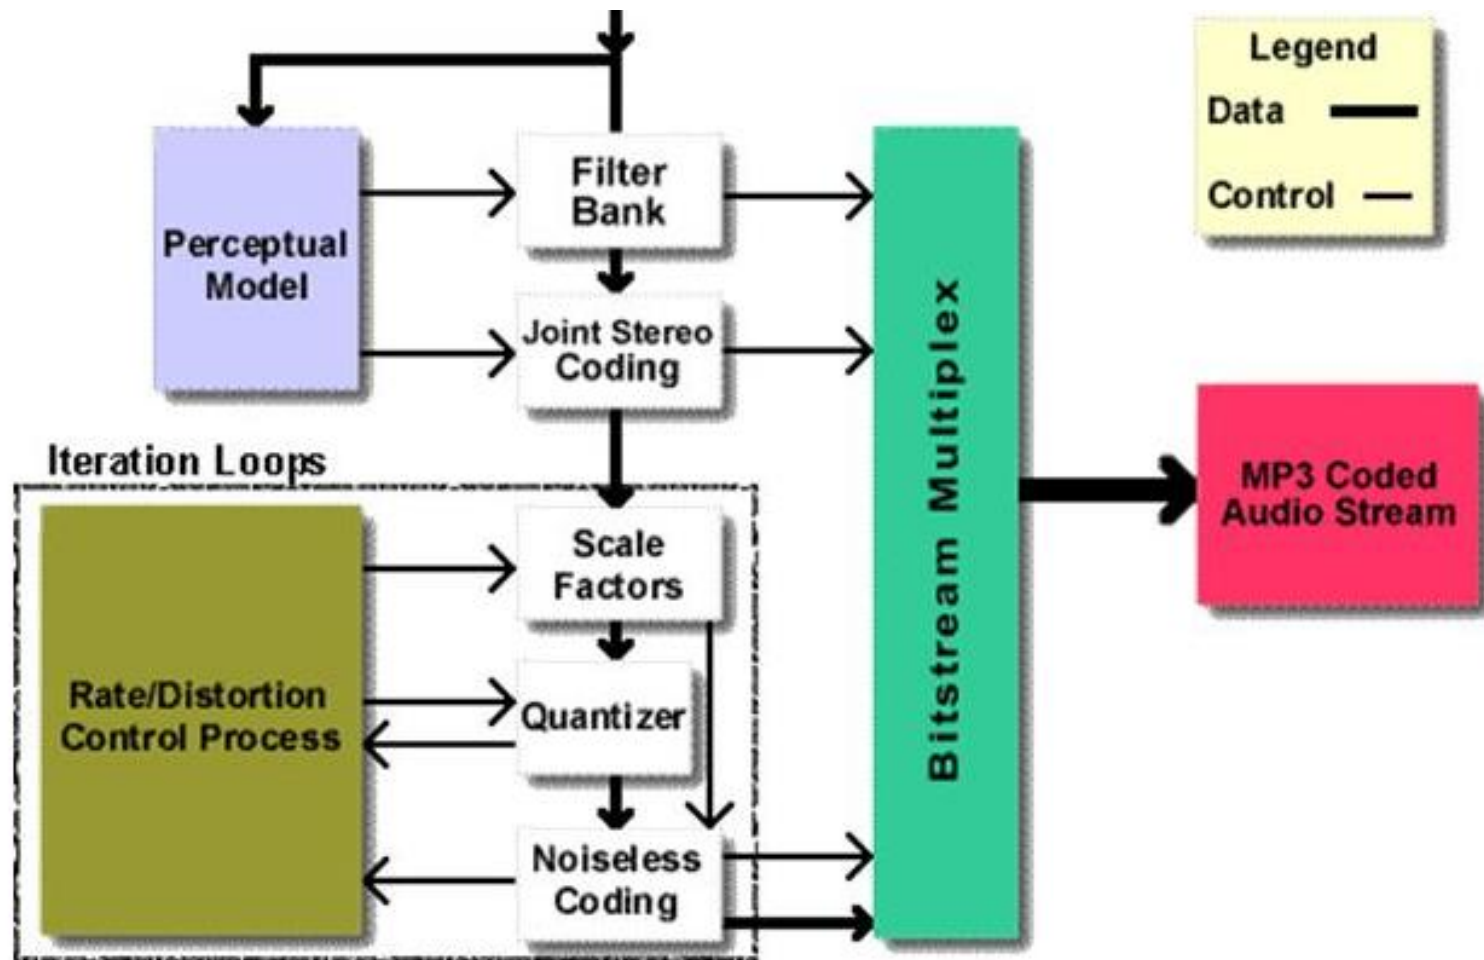 Legend
Data
Control
Filter
Bank
Perceptual
Model
Joint Stereo
Coding
Bitstream Multiplex
MP3 Coded
Audio Stream
Iteration Loops
Scale
Factors
Rate/Distortion
Control Process
Quantizer
Noiseless
Coding